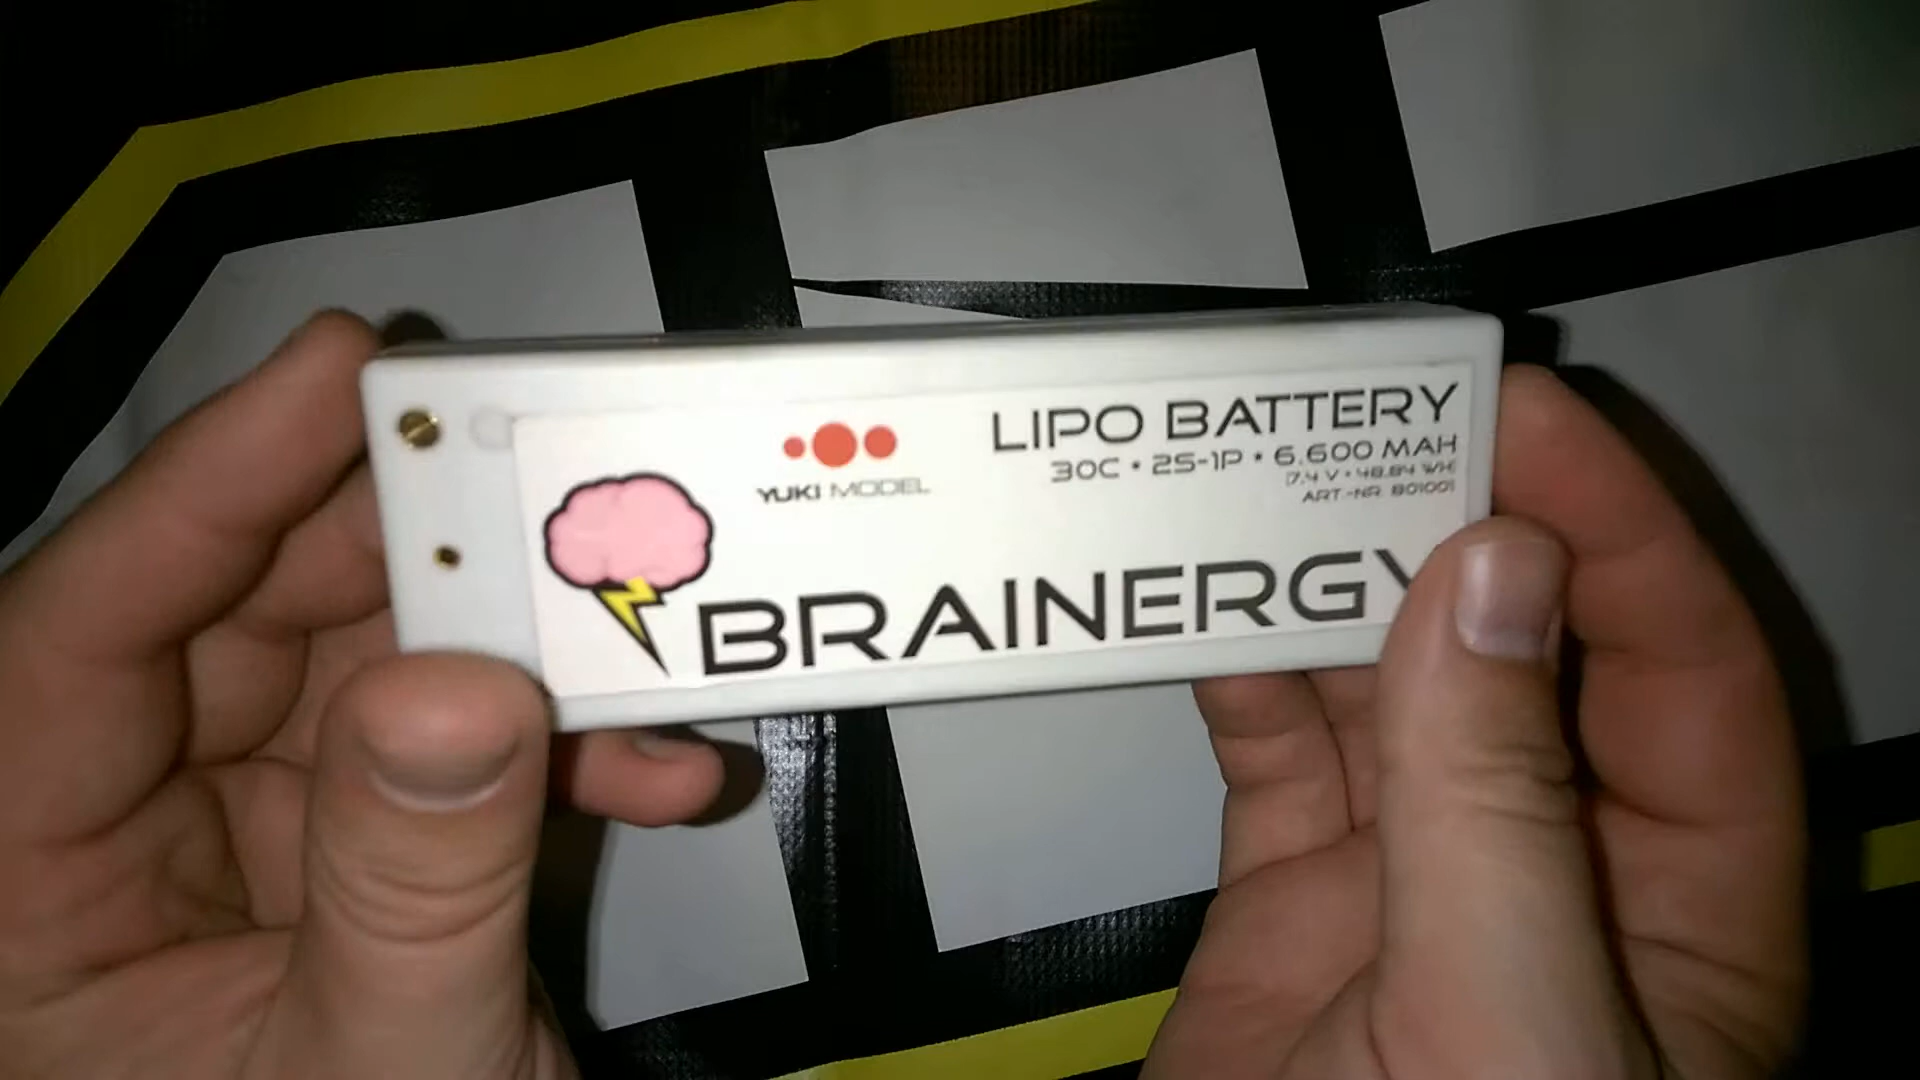 YUKI MODEL
LIPO BATTERY
30C • 2S-1P • 6.600 MAH
7.4 V • 48.84 WH
ART.-NR. 801001
BRAINERGY